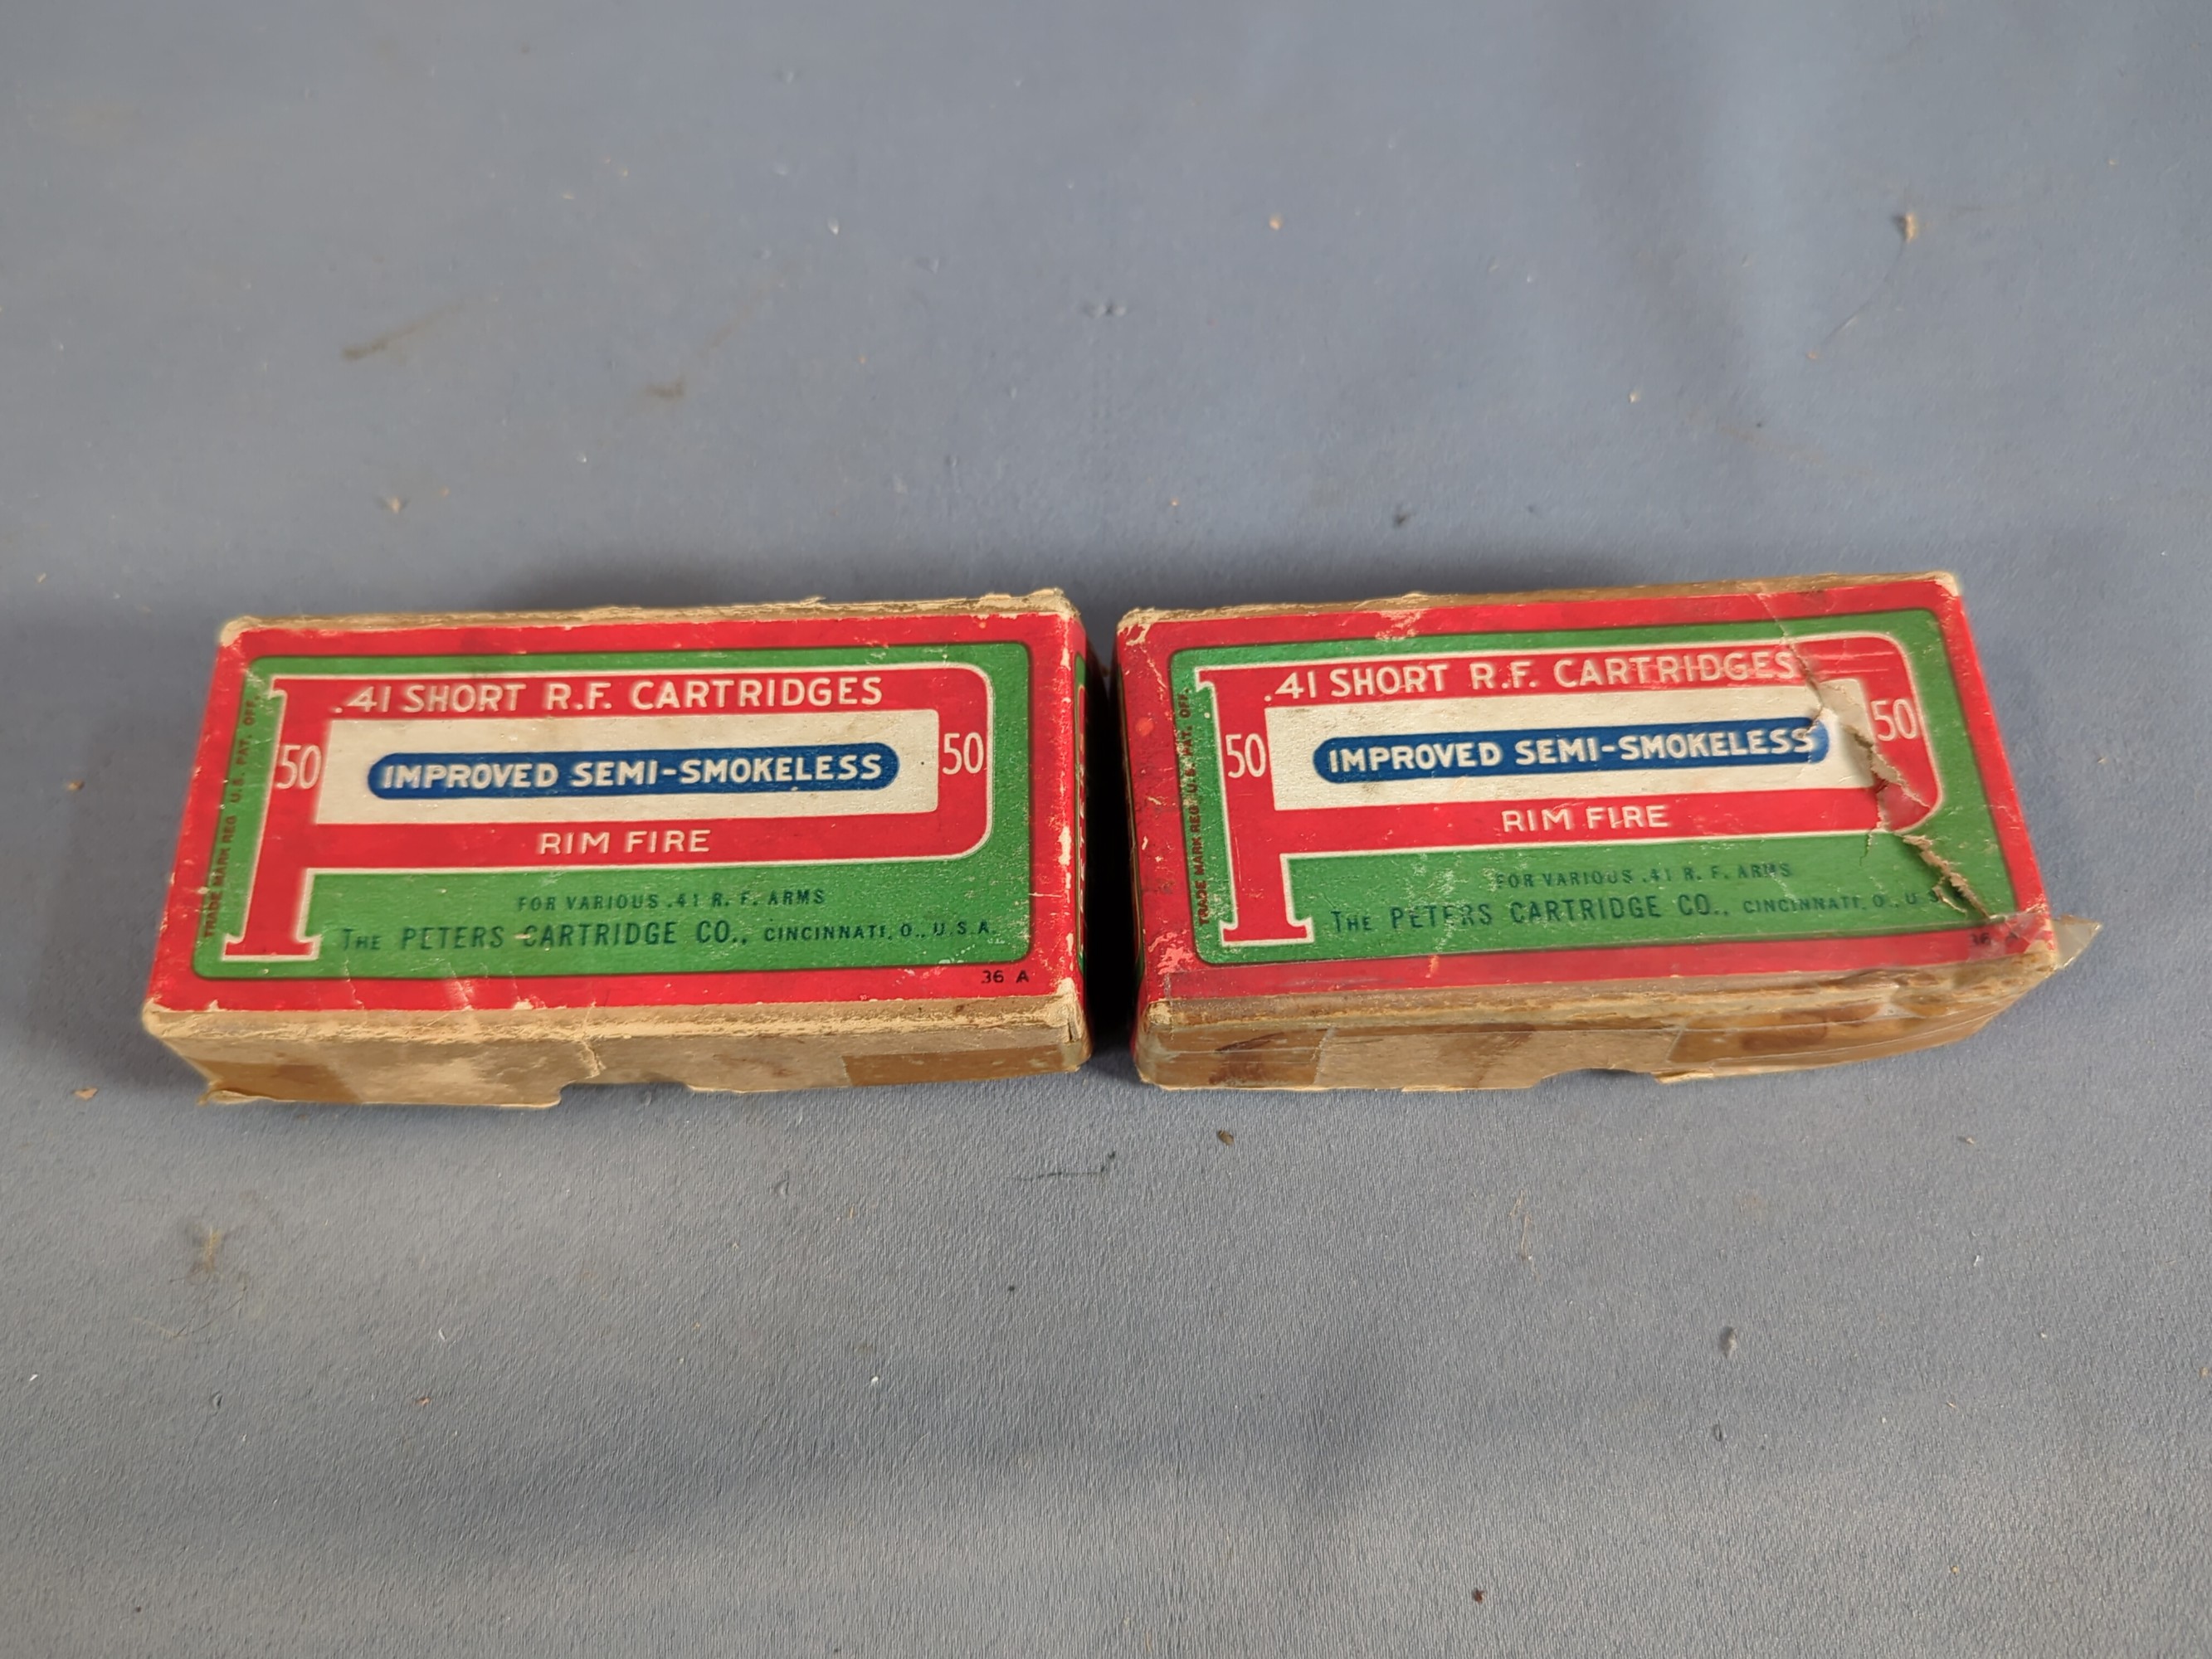 .41 SHORT R.F. CARTRIDGES
50
IMPROVED SEMI-SMOKELESS
50
RIM FIRE
FOR VARIOUS .41 R. F. ARMS
THE PETERS CARTRIDGE CO., CINCINNATI, O., U.S.A.
TRADE MARK REG. U.S. PAT. OFF.
36 A
.41 SHORT R.F. CARTRIDGES
50
IMPROVED SEMI-SMOKELESS
50
RIM FIRE
FOR VARIOUS .41 R. F. ARMS
THE PETERS CARTRIDGE CO., CINCINNATI, O., U.S.
TRADE MARK REG. U.S. PAT. OFF.
36